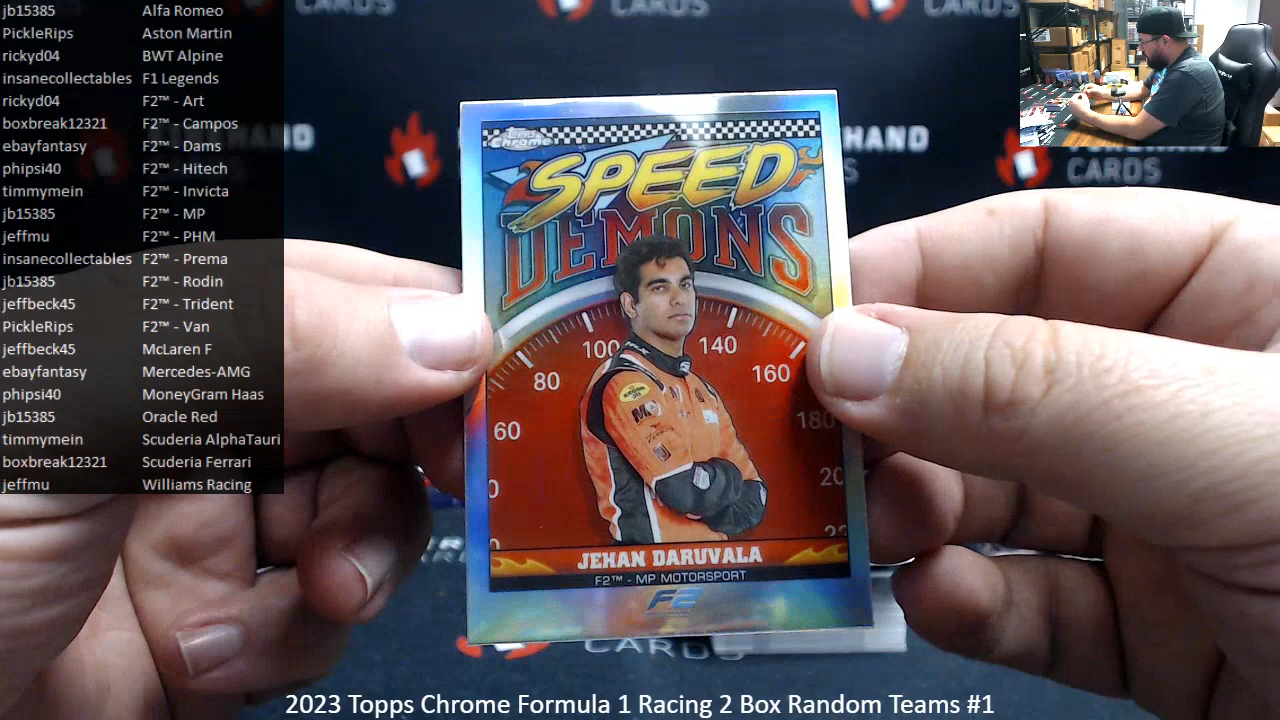 jb15385 Alfa Romeo
PickleRips Aston Martin
rickyd04 BWT Alpine
insanecollectables F1 Legends
rickyd04 F2™ - Art
boxbreak12321 F2™ - Campos
ebayfantasy F2™ - Dams
phipsi40 F2™ - Hitech
timmymein F2™ - Invicta
jb15385 F2™ - MP
jeffmu F2™ - PHM
insanecollectables F2™ - Prema
jb15385 F2™ - Rodin
jeffbeck45 F2™ - Trident
PickleRips F2™ - Van
jeffbeck45 McLaren F
ebayfantasy Mercedes-AMG
phipsi40 MoneyGram Haas
jb15385 Oracle Red
timmymein Scuderia AlphaTauri
boxbreak12321 Scuderia Ferrari
jeffmu Williams Racing
CARDS
HAND
CARDS
Topps
Chrome
SPEED
DEMONS
60
80
100
140
160
180
JEHAN DARUVALA
F2™ - MP MOTORSPORT
F2
CARDS
2023 Topps Chrome Formula 1 Racing 2 Box Random Teams #1